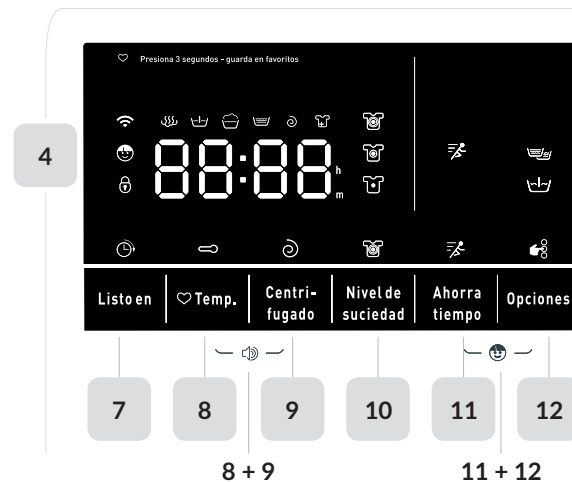 Presiona 3 segundos - guarda en favoritos
4
88:88
h
m
Listo en
Temp.
Centri-
fugado
Nivel de
suciedad
Ahorra
tiempo
Opciones
7
8
9
10
11
12
8 + 9
11 + 12